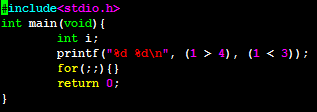 #include<stdio.h>
int main(void){
        int i;
        printf("%d %d\n", (1 > 4), (1 < 3));
        for(;;){}
        return 0;
}